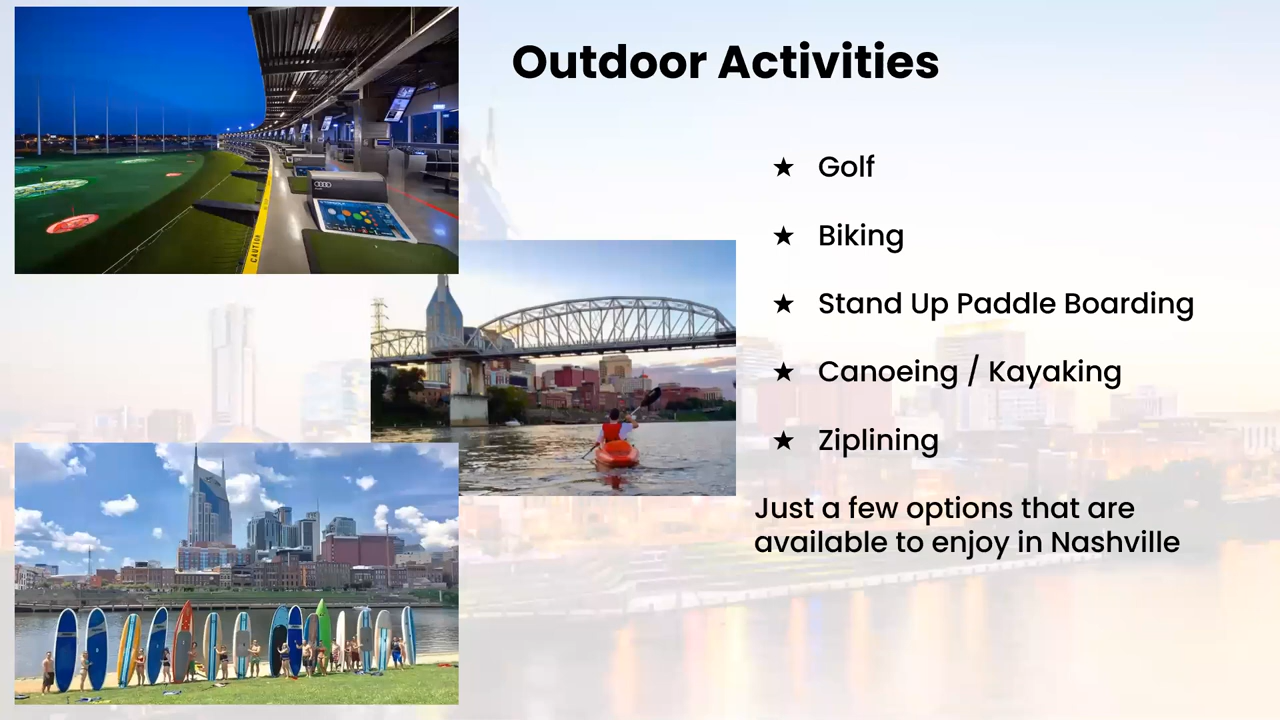 Outdoor Activities
★ Golf
★ Biking
★ Stand Up Paddle Boarding
★ Canoeing / Kayaking
★ Ziplining
Just a few options that are
available to enjoy in Nashville
CAUTION